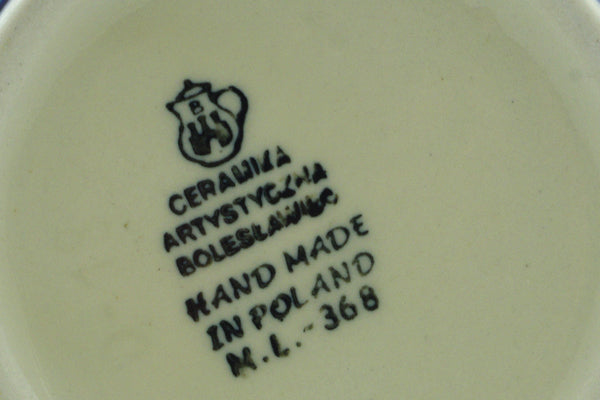 B
CERAMIKA
ARTYSTYCZNA
BOLESŁAWIEC
HAND MADE
IN POLAND
M.L.-368